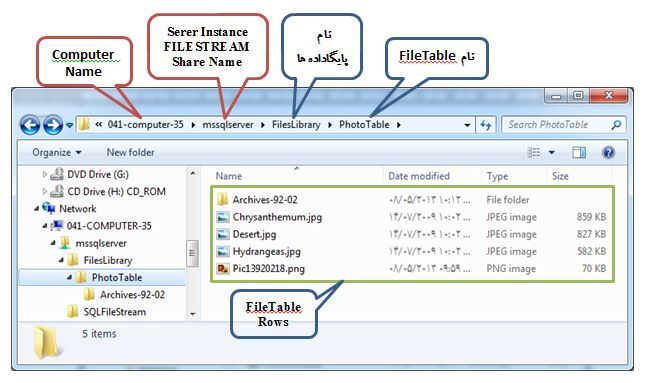 Computer
Name
Serer Instance
FILE STREAM
Share Name
نام
پایگاداده ها
نام FileTable
« 041-computer-35 ▸ mssqlserver ▸ FilesLibrary ▸ PhotoTable ▸
Search PhotoTable
Organize
New folder
DVD Drive (G:)
CD Drive (H:) CD_ROM
Network
041-COMPUTER-35
mssqlserver
FilesLibrary
PhotoTable
Archives-92-02
SQLFileStream
Name Date modified Type Size
Archives-92-02 ۰۸/۰۵/۲۰۱۳ ۱۰:۱۲ ... File folder
Chrysanthemum.jpg ۱۴/۰۷/۲۰۰۹ ۱۰:۰۲ ... JPEG image 859 KB
Desert.jpg ۱۴/۰۷/۲۰۰۹ ۱۰:۰۲ ... JPEG image 827 KB
Hydrangeas.jpg ۱۴/۰۷/۲۰۰۹ ۱۰:۰۲ ... JPEG image 582 KB
Pic13920218.png ۰۸/۰۵/۲۰۱۳ ۰۹:۵۹ ... PNG image 70 KB
FileTable
Rows
5 items